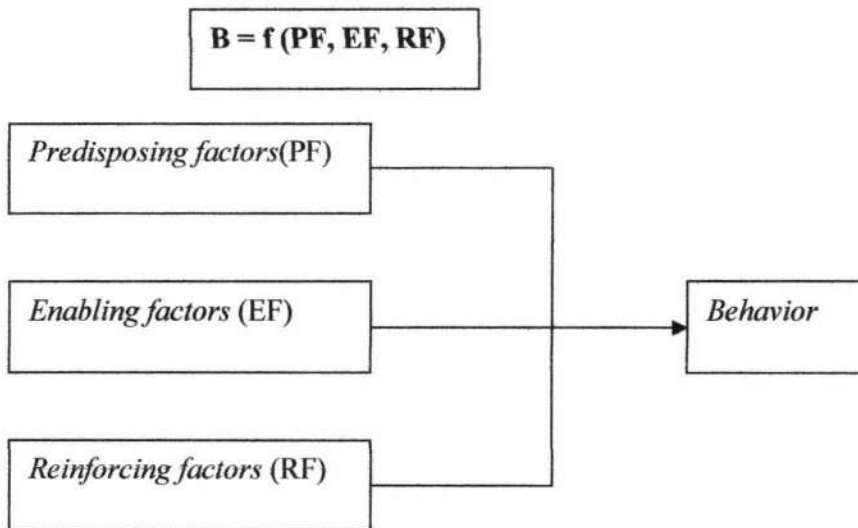 B = f (PF, EF, RF)
Predisposing factors(PF)
Enabling factors (EF)
Behavior
Reinforcing factors (RF)